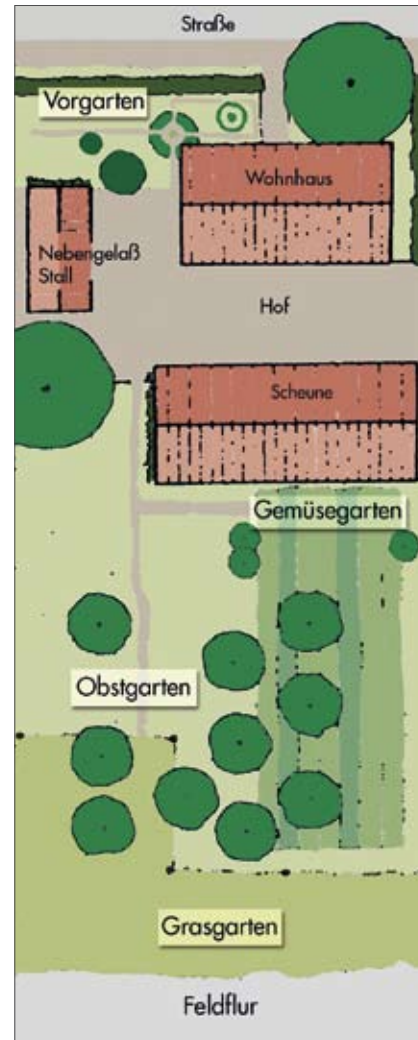 Straße
Vorgarten
Wohnhaus
Nebengelaß
Stall
Hof
Scheune
Gemüsegarten
Obstgarten
Grasgarten
Feldflur